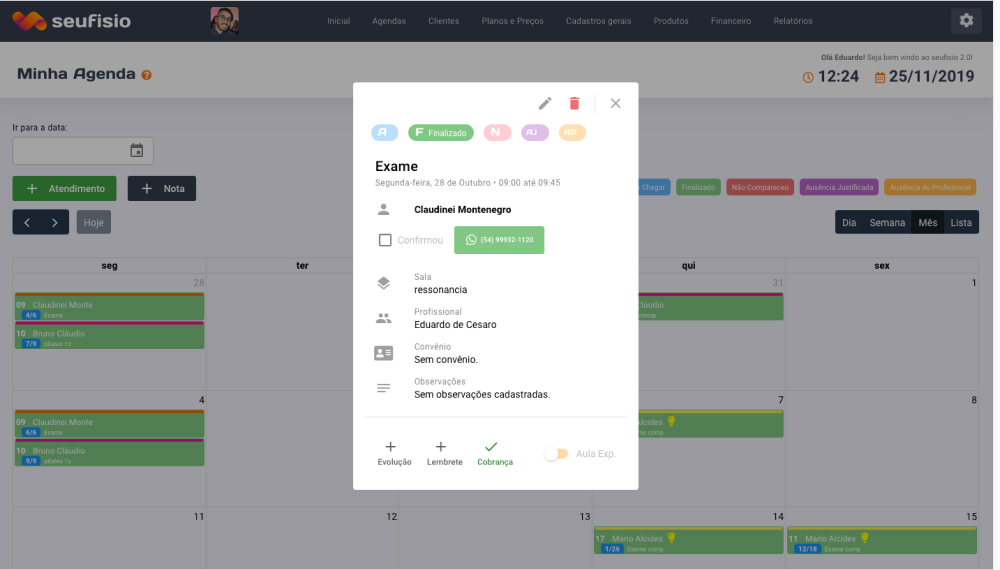 seufisio
Inicial Agendas Clientes Planos e Preços Cadastros gerais Produtos Financeiro Relatórios
Olá Eduardo! Seja bem vindo ao seufisio 2.0!
Minha Agenda ?
12:24 25/11/2019
Ir para a data:
+ Atendimento + Nota
Chegar Finalizado Não Compareceu Ausência Justificada Ausência do Profissional
< > Hoje
Dia Semana Mês Lista
A F Finalizado N AJ AP
Exame
Segunda-feira, 28 de Outubro • 09:00 até 09:45
Claudinei Montenegro
Confirmou (54) 99932-1120
Sala
ressonancia
Profissional
Eduardo de Cesaro
Convênio
Sem convênio.
Observações
Sem observações cadastradas.
+ Evolução + Lembrete Cobrança Aula Exp.
seg ter qui sex
28 31 1
09 Claudinei Monte
4/6 Exame
10 Bruno Cláudio
7/9 pilates 1x
Cláudio
4 7 8
09 Claudinei Monte
6/6 Exame
10 Bruno Cláudio
9/9 pilates 1x
Alcides
comp
11 12 13 14 15
17 Mario Alcides
1/26 Exame comp
11 Mario Alcides
12/18 Exame comp